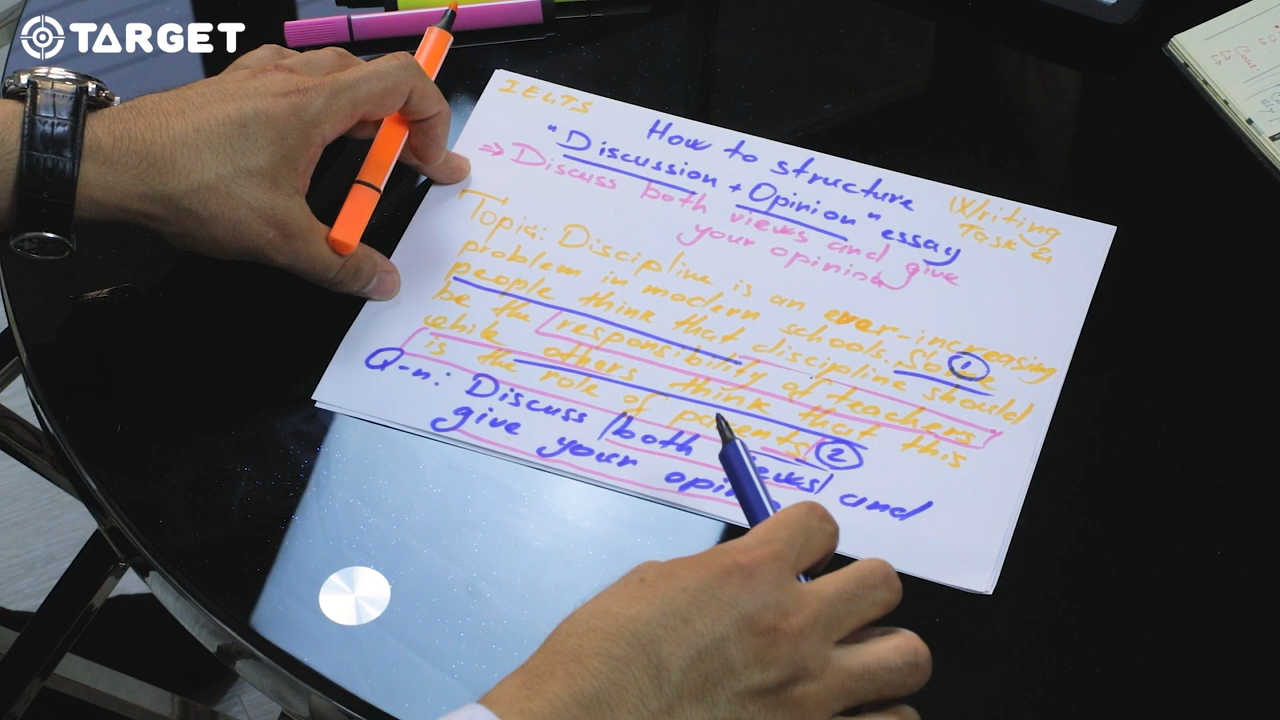 TARGET
IELTS
How to structure
"Discussion + Opinion" essay
Writing
Task 2
⇒ Discuss both views and give
your opinion
Topic: Discipline is an ever-increasing
problem in modern schools. Some ①
people think that discipline should
be the responsibility of teachers
while others think that this
is the role of parents ②
Q-n.: Discuss both and
give your